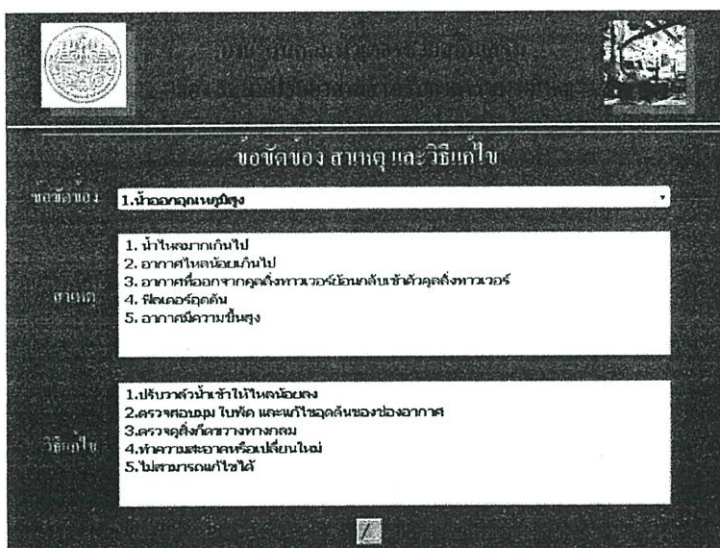 ข้อขัดข้อง สาเหตุ และวิธีแก้ไข
ข้อขัดข้อง
1.น้ำออกอุณหภูมิสูง
สาเหตุ
1. น้ำไหลมากเกินไป
2. อากาศไหลน้อยเกินไป
3. อากาศที่ออกจากคูลลิ่งทาวเวอร์ย้อนกลับเข้าตัวคูลลิ่งทาวเวอร์
4. ฟิลเตอร์อุดตัน
5. อากาศมีความชื้นสูง
วิธีแก้ไข
1.ปรับวาล์วน้ำเข้าให้ไหลน้อยลง
2.ตรวจสอบมุม ใบพัด และแก้ไขอุดตันของช่องอากาศ
3.ตรวจดูสิ่งกีดขวางทางลม
4.ทำความสะอาดหรือเปลี่ยนใหม่
5.ไม่สามารถแก้ไขได้